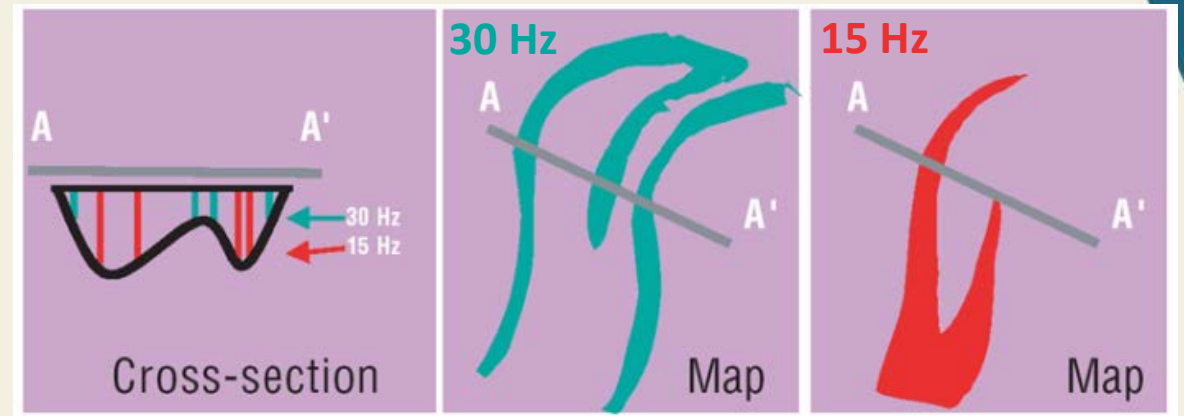 A A'
30 Hz
15 Hz
Cross-section
30 Hz
A
A'
Map
15 Hz
A
A'
Map